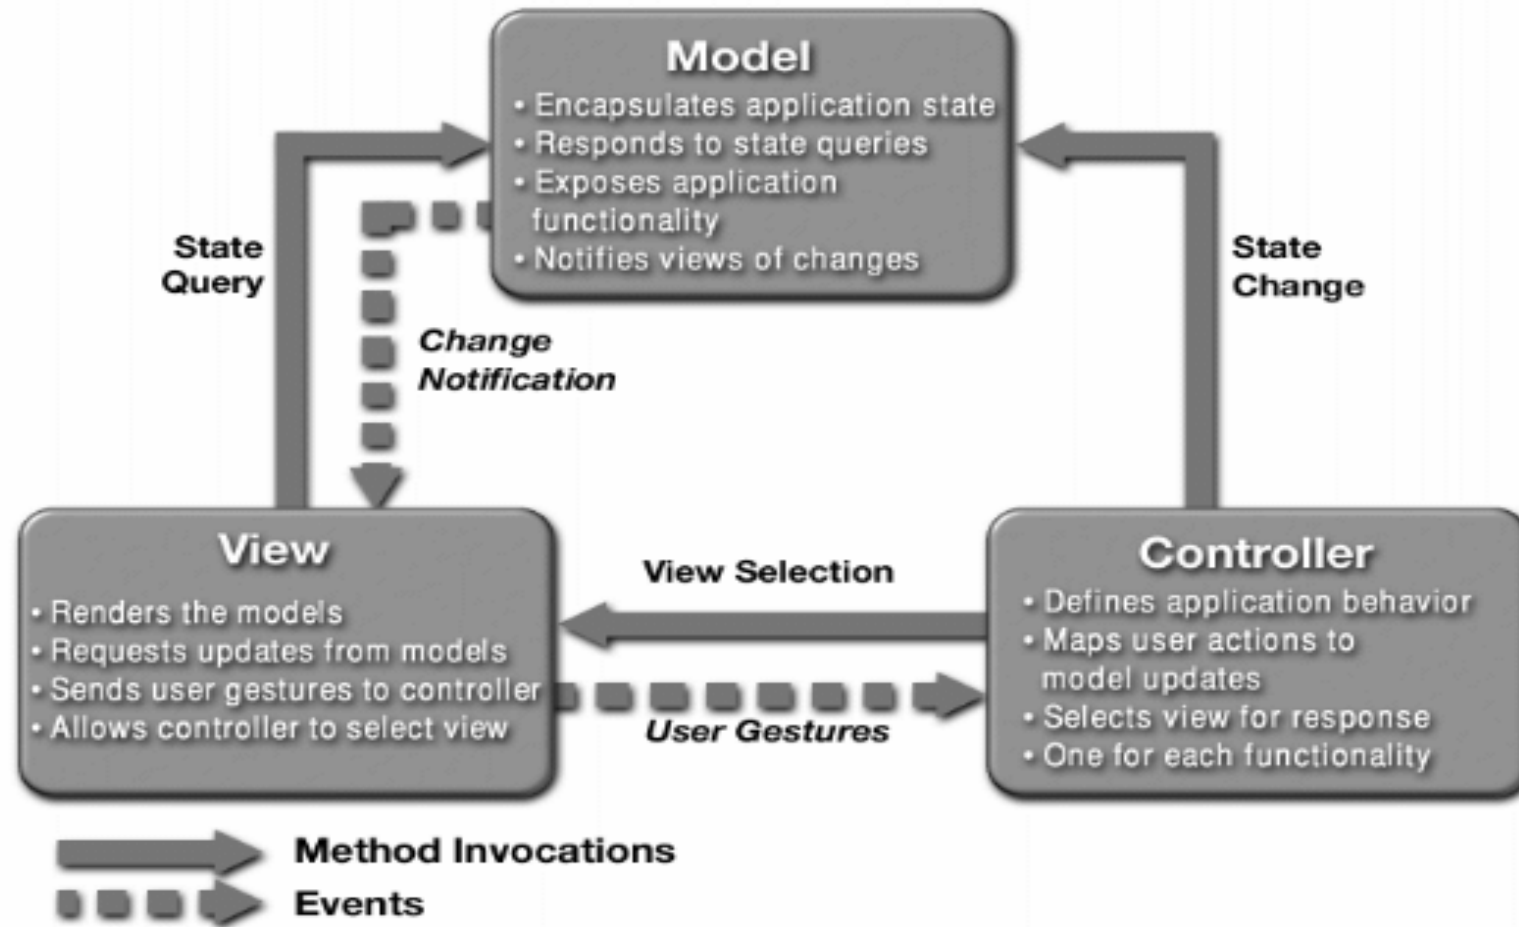 Model
• Encapsulates application state
• Responds to state queries
• Exposes application
functionality
• Notifies views of changes
State
Query
State
Change
Change
Notification
View
• Renders the models
• Requests updates from models
• Sends user gestures to controller
• Allows controller to select view
View Selection
User Gestures
Controller
• Defines application behavior
• Maps user actions to
model updates
• Selects view for response
• One for each functionality
Method Invocations
Events